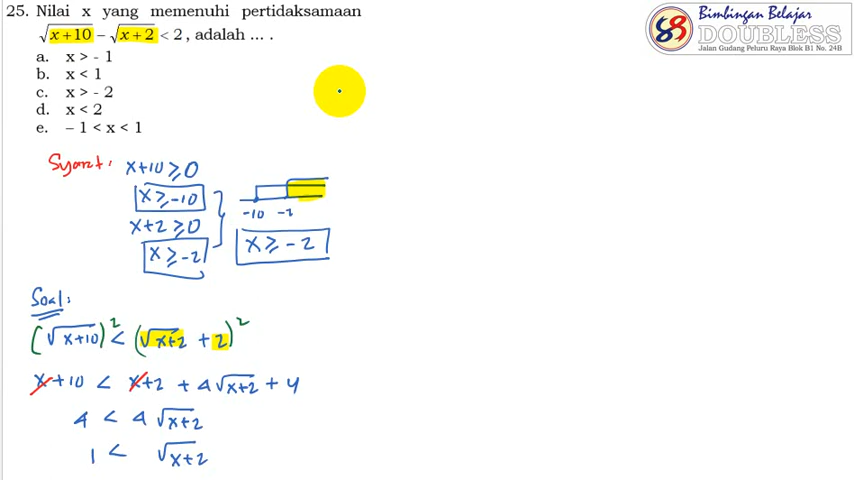 25. Nilai x yang memenuhi pertidaksamaan
√x+10 − √x+2 < 2 , adalah ... .
a. x > - 1
b. x < 1
c. x > - 2
d. x < 2
e. – 1 < x < 1
Bimbingan Belajar
DOUBLESS
Jalan Gudang Peluru Raya Blok B1 No. 24B
Syarat:
x+10 ≥ 0
x ≥ -10
x+2 ≥ 0
x ≥ -2
-10 -2
x ≥ -2
Soal:
(√x+10)² < (√x+2 + 2)²
x+10 < x+2 + 4√x+2 + 4
4 < 4√x+2
1 < √x+2